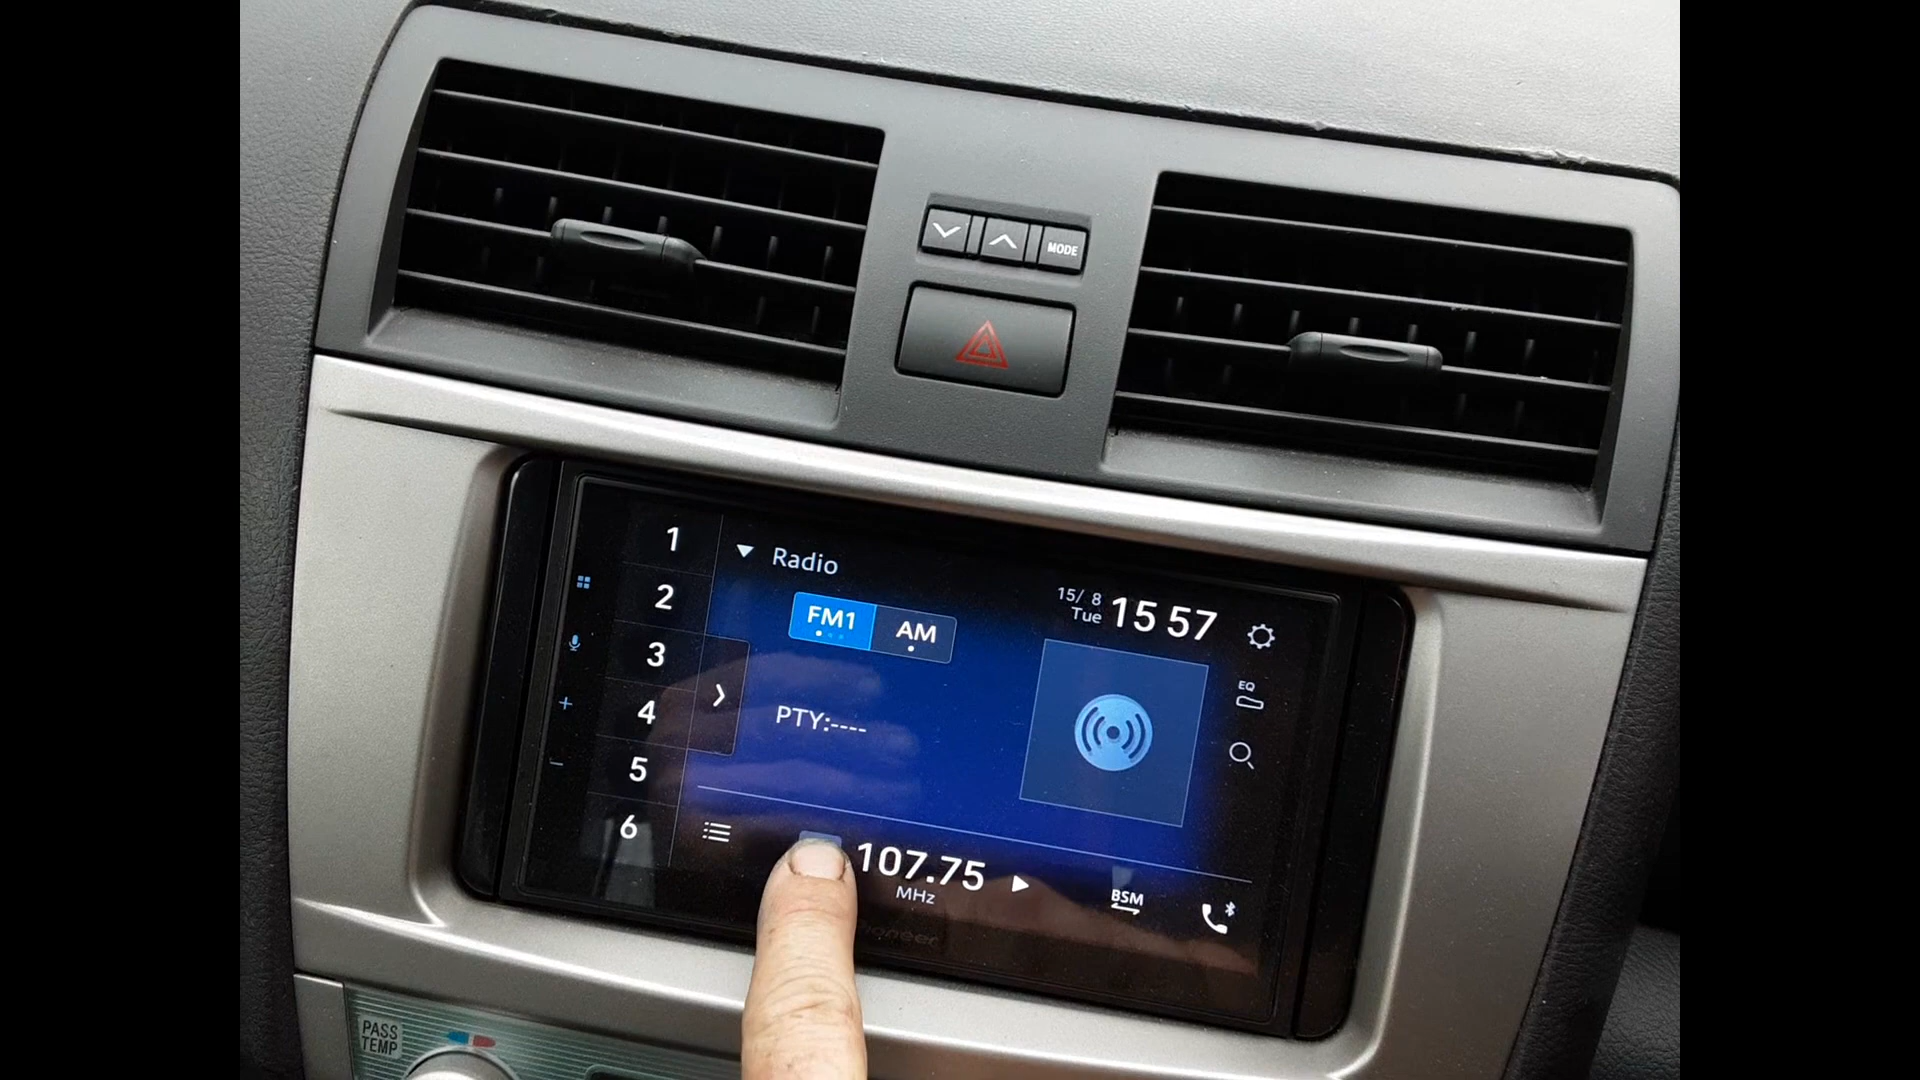 MODE
1
2
3
4
5
6
Radio
FM1
AM
15/ 8
Tue
15 57
EQ
PTY:----
107.75
MHz
BSM
PASS
TEMP